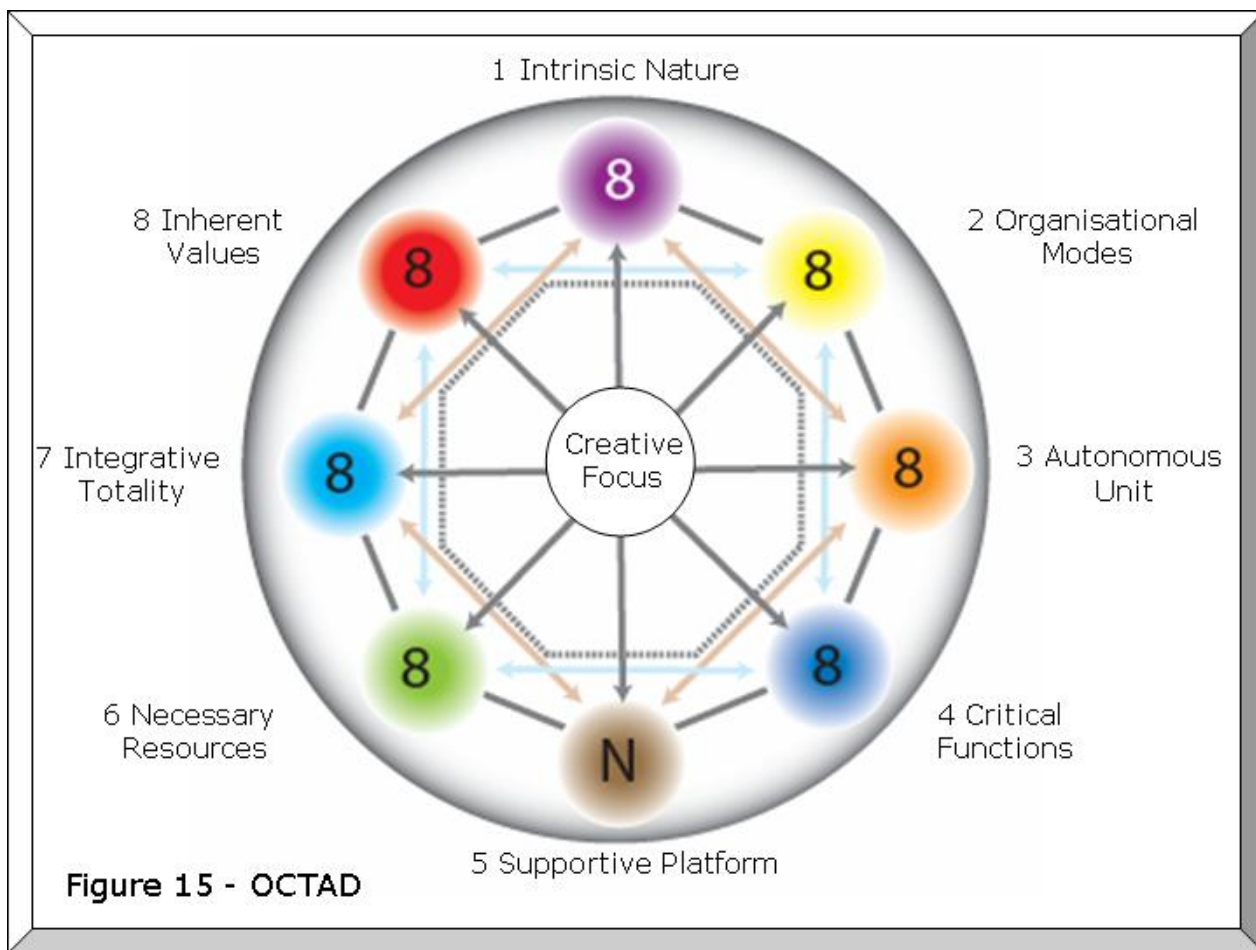 1 Intrinsic Nature
8
8 Inherent
Values
8
2 Organisational
Modes
8
7 Integrative
Totality
8
Creative
Focus
8
3 Autonomous
Unit
8
6 Necessary
Resources
8
4 Critical
Functions
N
5 Supportive Platform
Figure 15 - OCTAD